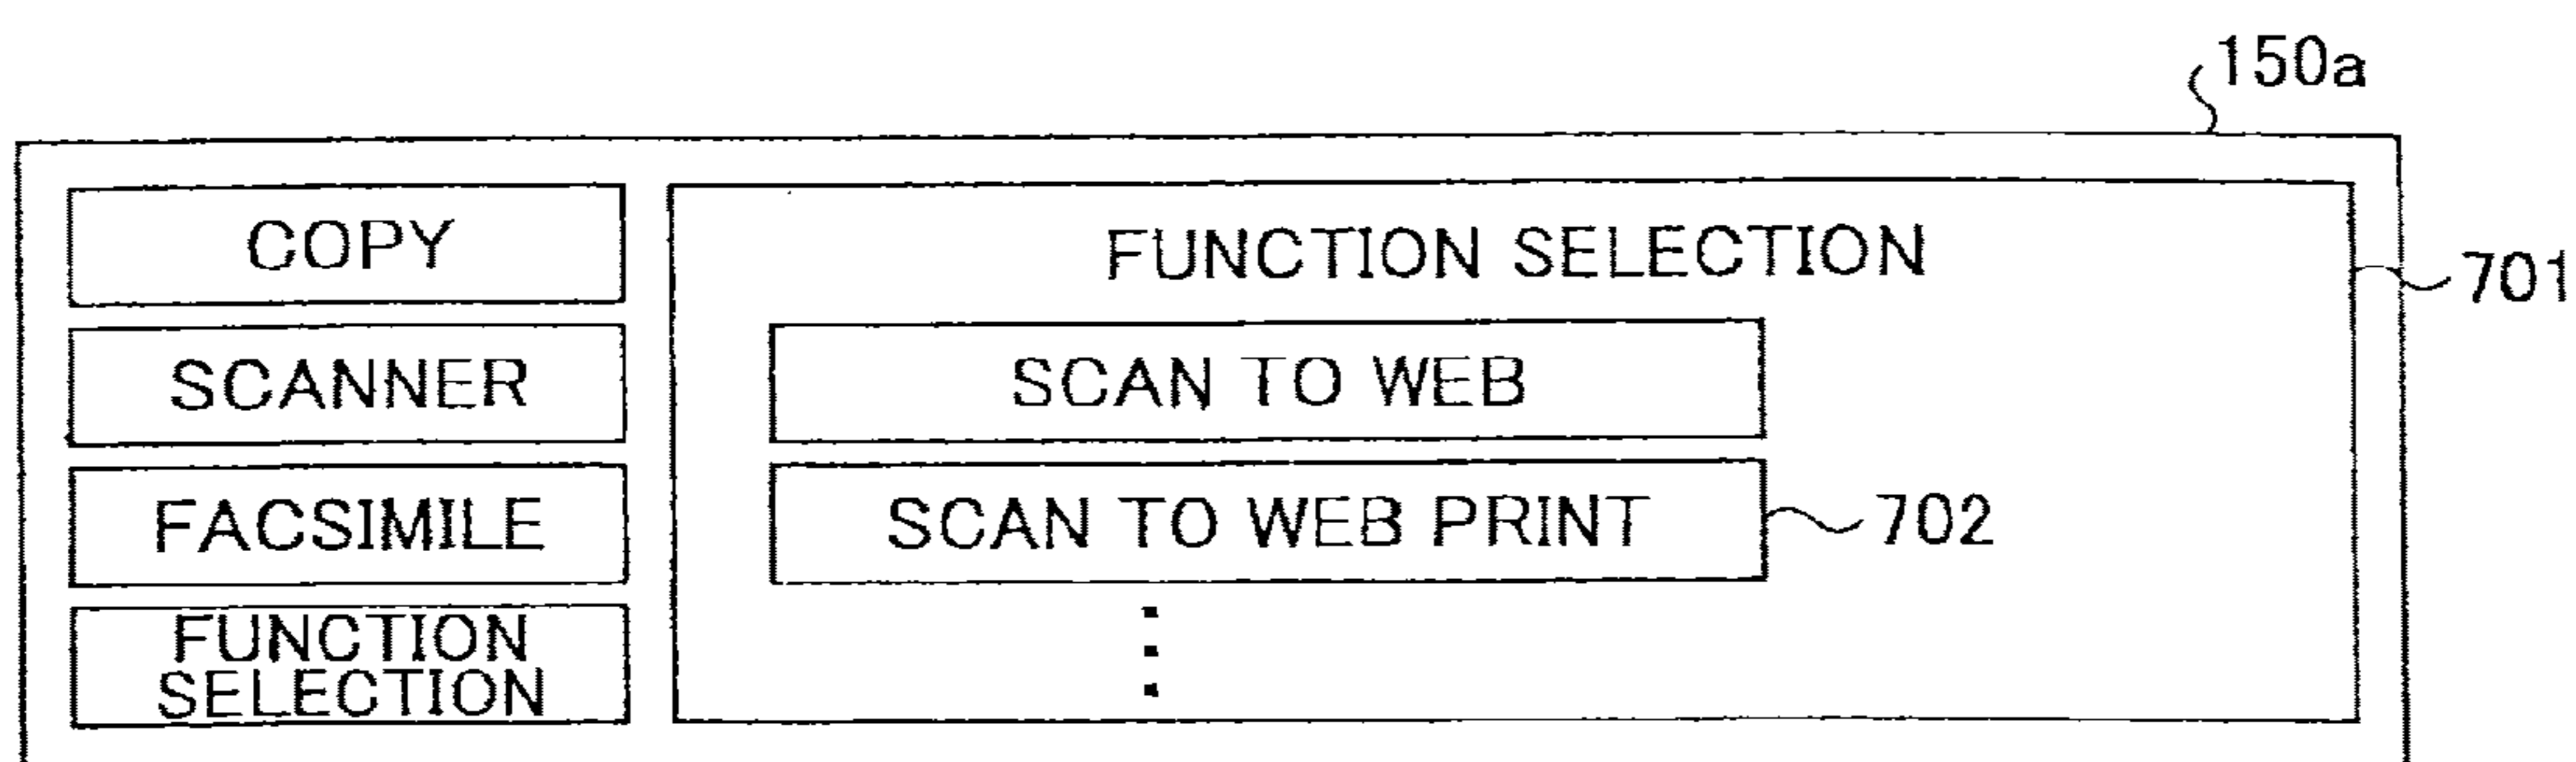 150a
COPY
SCANNER
FACSIMILE
FUNCTION
SELECTION
FUNCTION SELECTION
701
SCAN TO WEB
SCAN TO WEB PRINT
702